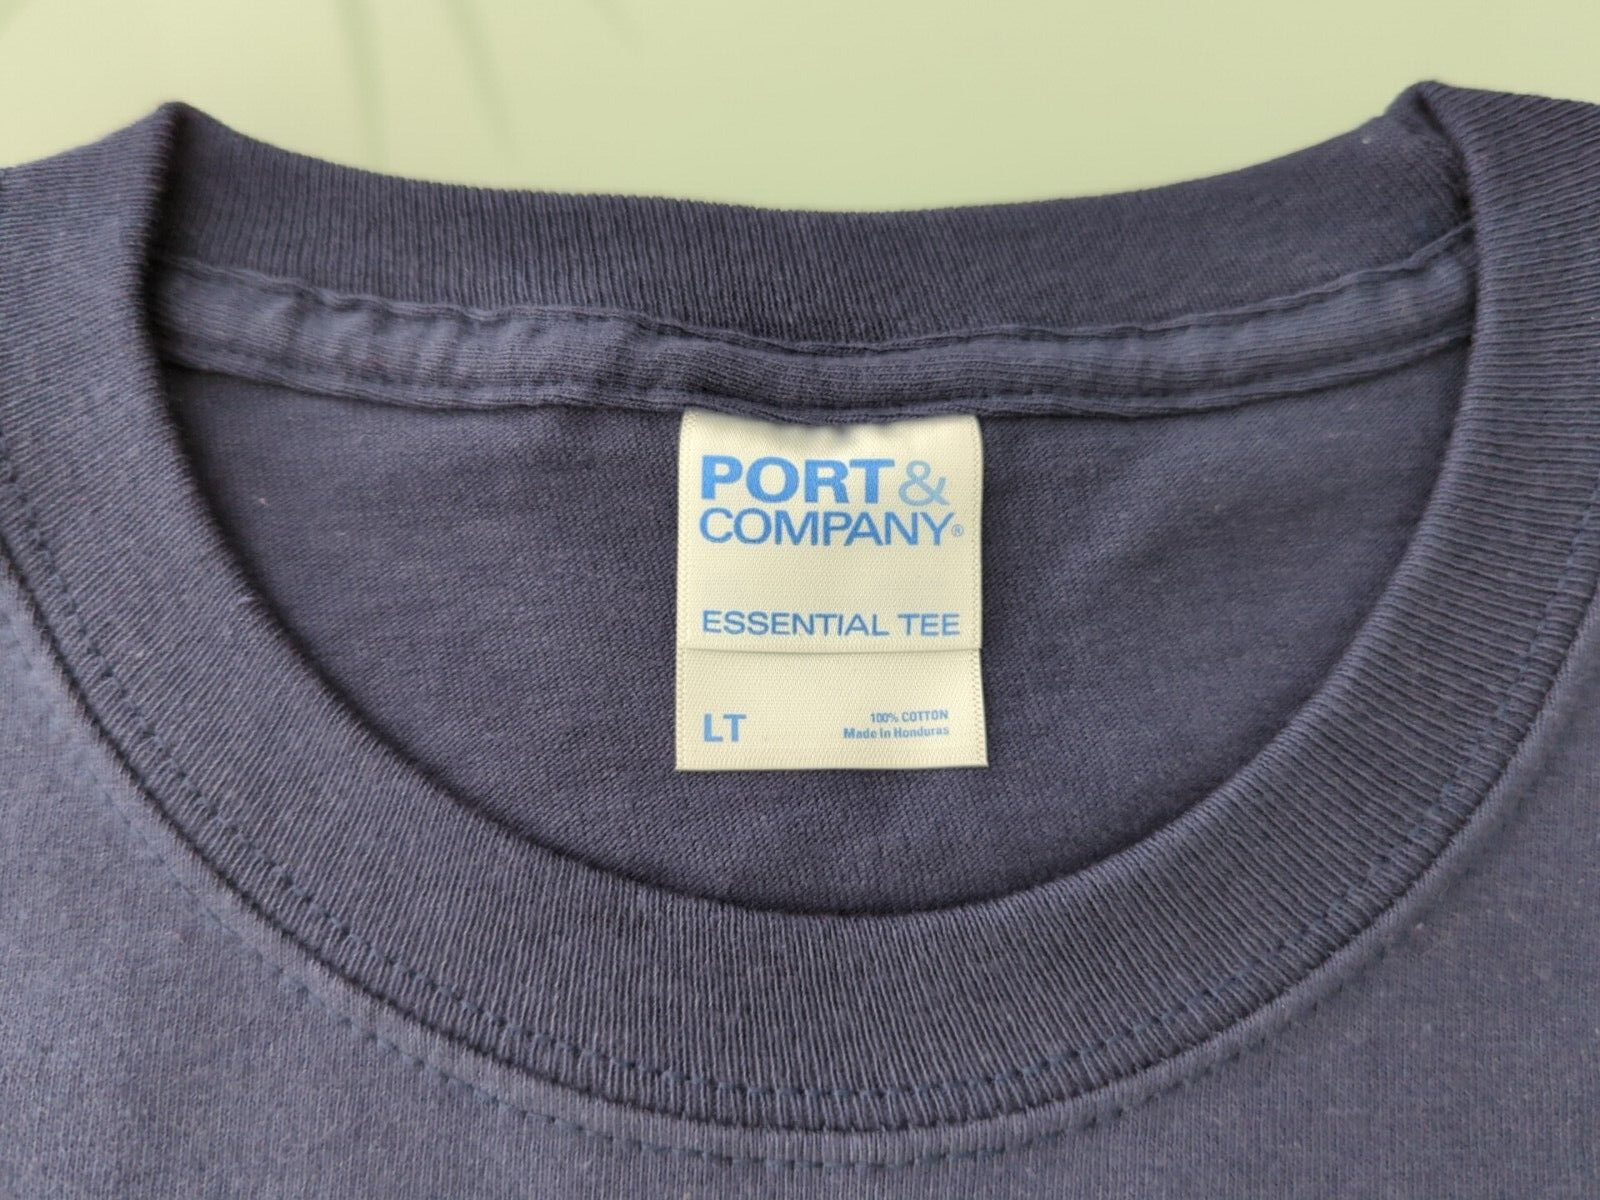 PORT &
COMPANY®
ESSENTIAL TEE
LT
100% COTTON
Made in Honduras